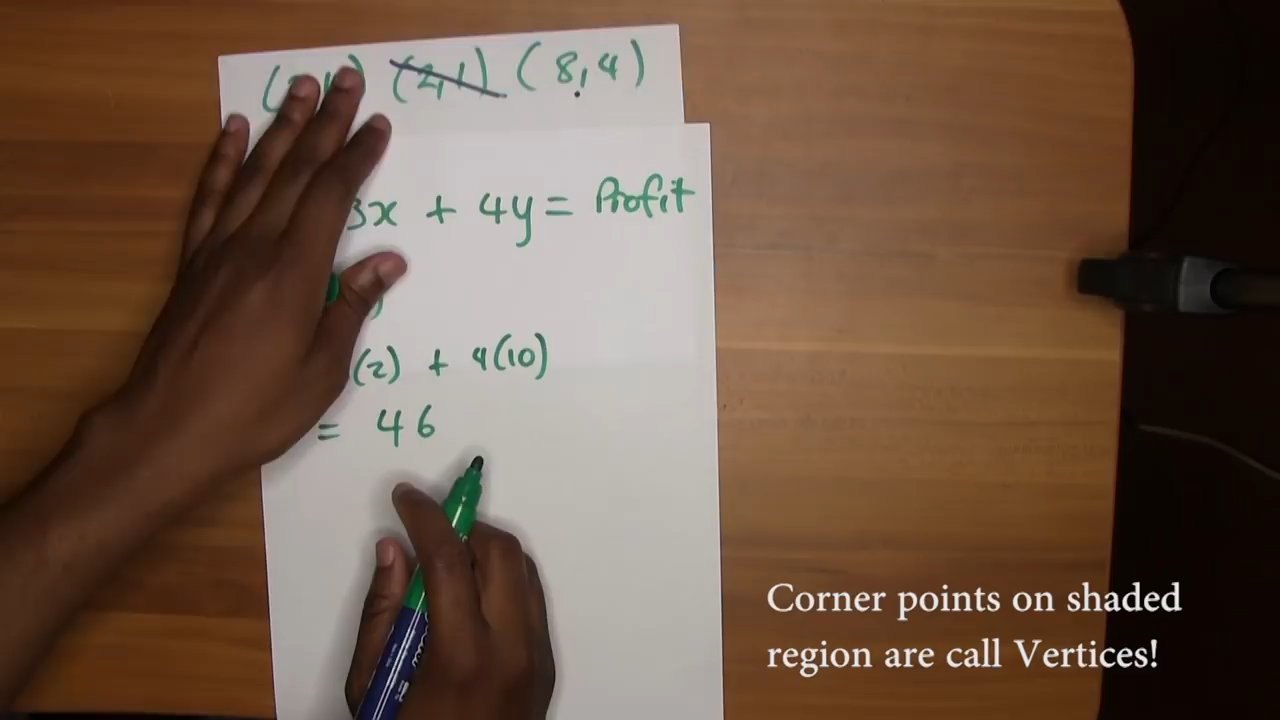 (2,1) (8,4)
3x + 4y = Profit
)
(2) + 4(10)
= 46
Corner points on shaded
region are call Vertices!